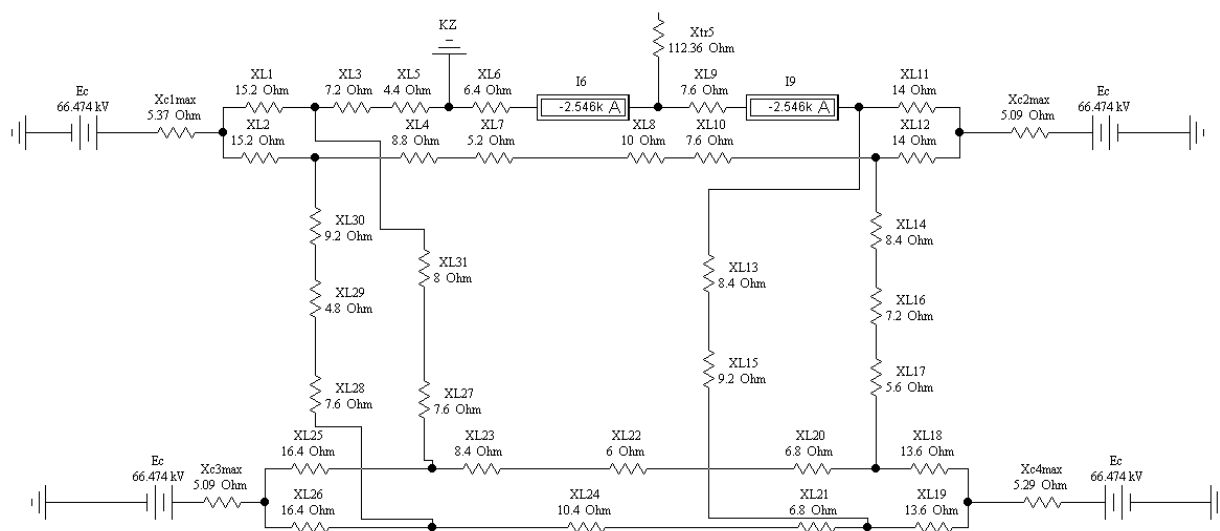 KZ
Xtr5
112.36 Ohm
Ec
66.474 kV
Xc1max
5.37 Ohm
XL1
15.2 Ohm
XL3
7.2 Ohm
XL5
4.4 Ohm
XL6
6.4 Ohm
I6
-2.546k A
XL9
7.6 Ohm
I9
-2.546k A
XL11
14 Ohm
Xc2max
5.09 Ohm
Ec
66.474 kV
XL2
15.2 Ohm
XL4
8.8 Ohm
XL7
5.2 Ohm
XL8
10 Ohm
XL10
7.6 Ohm
XL12
14 Ohm
XL30
9.2 Ohm
XL31
8 Ohm
XL13
8.4 Ohm
XL14
8.4 Ohm
XL29
4.8 Ohm
XL16
7.2 Ohm
XL28
7.6 Ohm
XL27
7.6 Ohm
XL15
9.2 Ohm
XL17
5.6 Ohm
Ec
66.474 kV
Xc3max
5.09 Ohm
XL25
16.4 Ohm
XL23
8.4 Ohm
XL22
6 Ohm
XL20
6.8 Ohm
XL18
13.6 Ohm
Xc4max
5.29 Ohm
Ec
66.474 kV
XL26
16.4 Ohm
XL24
10.4 Ohm
XL21
6.8 Ohm
XL19
13.6 Ohm